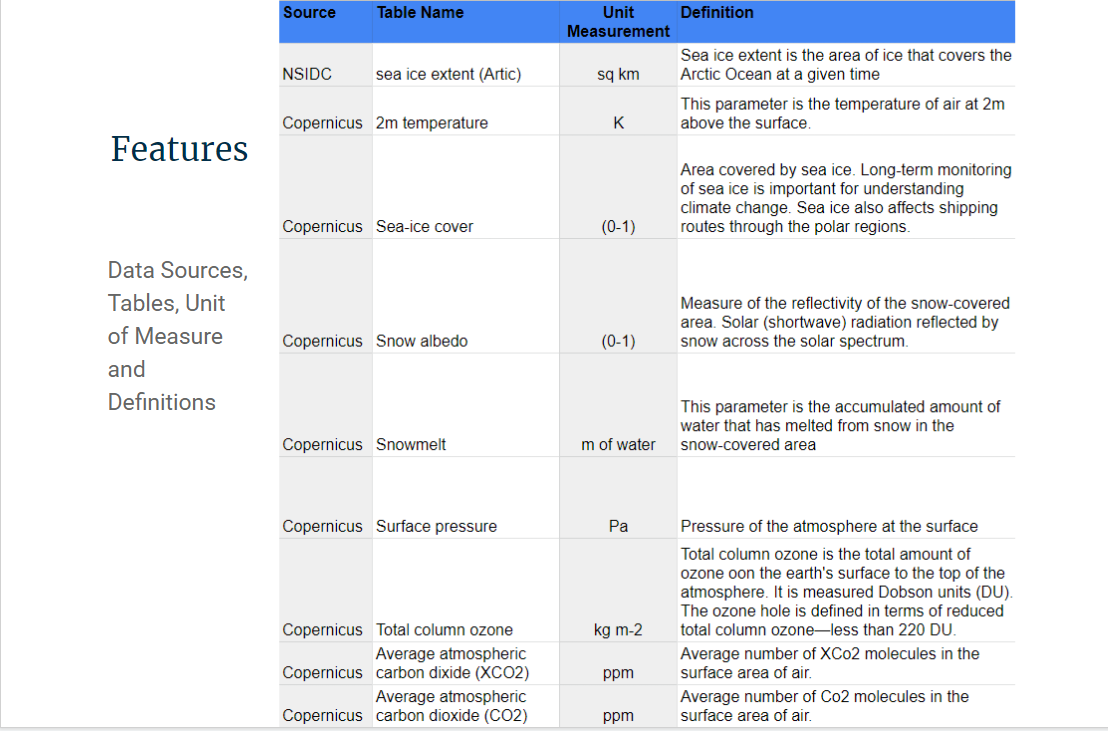 Features
Data Sources,
Tables, Unit
of Measure
and
Definitions
Source Table Name Unit Measurement Definition
NSIDC sea ice extent (Artic) sq km Sea ice extent is the area of ice that covers the
Arctic Ocean at a given time
Copernicus 2m temperature K This parameter is the temperature of air at 2m
above the surface.
Copernicus Sea-ice cover (0-1) Area covered by sea ice. Long-term monitoring
of sea ice is important for understanding
climate change. Sea ice also affects shipping
routes through the polar regions.
Copernicus Snow albedo (0-1) Measure of the reflectivity of the snow-covered
area. Solar (shortwave) radiation reflected by
snow across the solar spectrum.
Copernicus Snowmelt m of water This parameter is the accumulated amount of
water that has melted from snow in the
snow-covered area
Copernicus Surface pressure Pa Pressure of the atmosphere at the surface
Copernicus Total column ozone kg m-2 Total column ozone is the total amount of
ozone oon the earth's surface to the top of the
atmosphere. It is measured Dobson units (DU).
The ozone hole is defined in terms of reduced
total column ozone—less than 220 DU.
Copernicus Average atmospheric
carbon dixide (XCO2) ppm Average number of XCo2 molecules in the
surface area of air.
Copernicus Average atmospheric
carbon dioxide (CO2) ppm Average number of Co2 molecules in the
surface area of air.